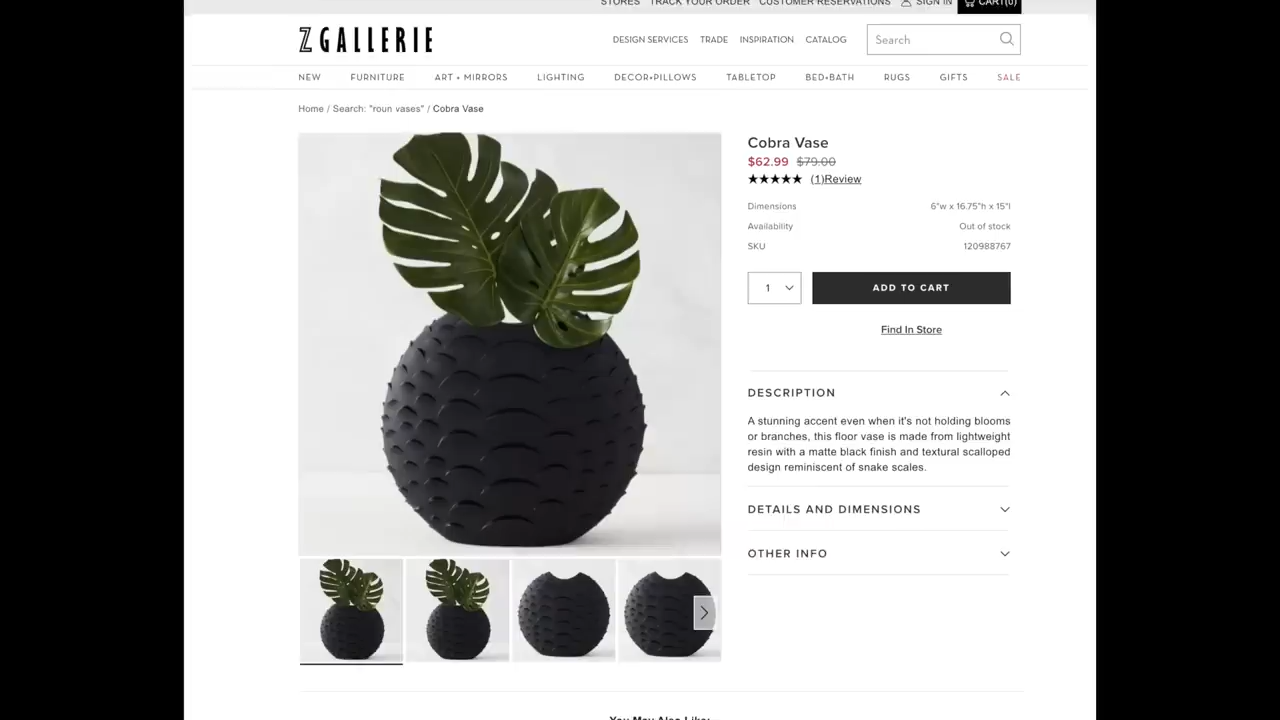 STORES TRACK YOUR ORDER CUSTOMER RESERVATIONS SIGN IN CART(0)
Z GALLERIE
DESIGN SERVICES TRADE INSPIRATION CATALOG Search
NEW FURNITURE ART + MIRRORS LIGHTING DECOR+PILLOWS TABLETOP BED+BATH RUGS GIFTS SALE
Home / Search: "roun vases" / Cobra Vase
Cobra Vase
$62.99 $79.00
★★★★★ (1)Review
Dimensions 6"w x 16.75"h x 15"l
Availability Out of stock
SKU 120988767
1 ADD TO CART
Find In Store
DESCRIPTION
A stunning accent even when it's not holding blooms
or branches, this floor vase is made from lightweight
resin with a matte black finish and textural scalloped
design reminiscent of snake scales.
DETAILS AND DIMENSIONS
OTHER INFO
You May Also Like: